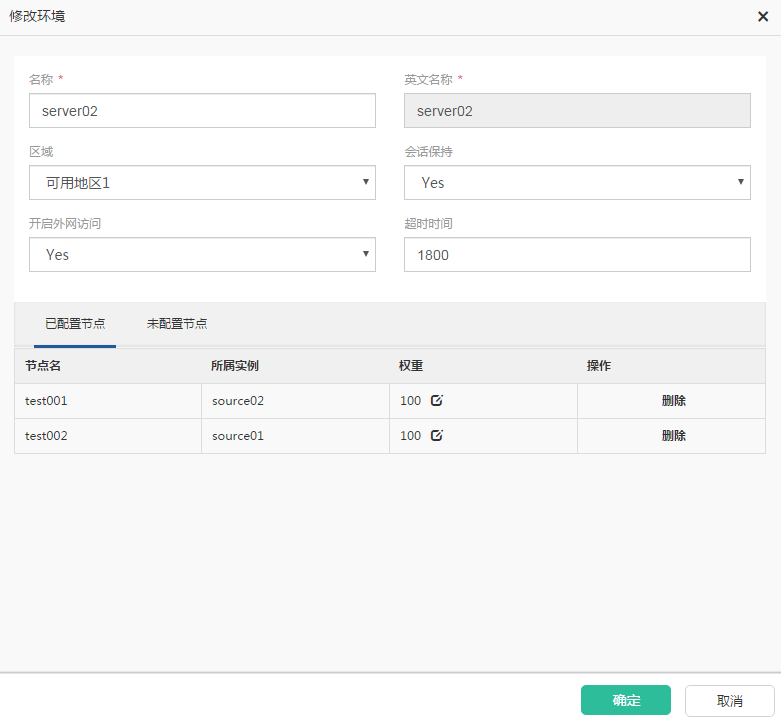 修改环境 ×
名称 * 英文名称 *
server02 server02
区域 会话保持
可用地区1 Yes
开启外网访问 超时时间
Yes 1800
已配置节点 未配置节点
节点名 所属实例 权重 操作
test001 source02 100 删除
test002 source01 100 删除
确定 取消